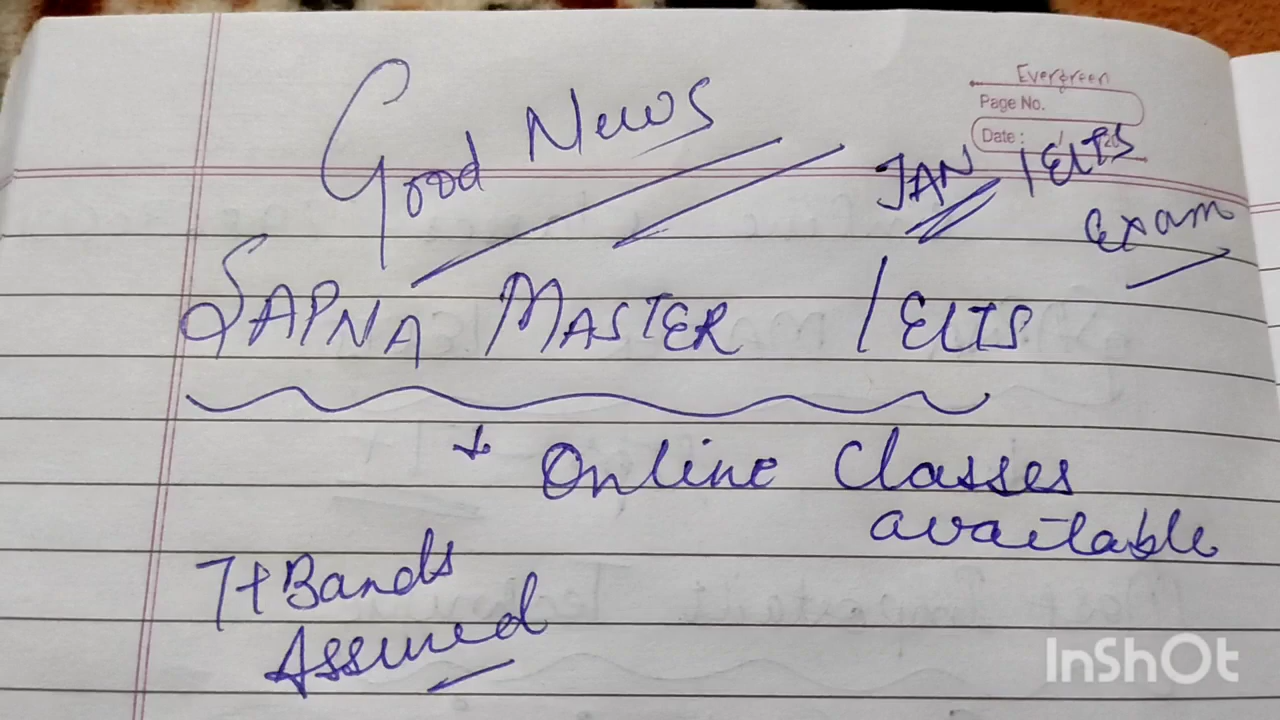 Evergreen
Page No.
Date :
Good News
JAN IELTS
Exam
SAPNA MASTER IELTS
+ Online Classes
available
7+ Bands
Assured
InShOt